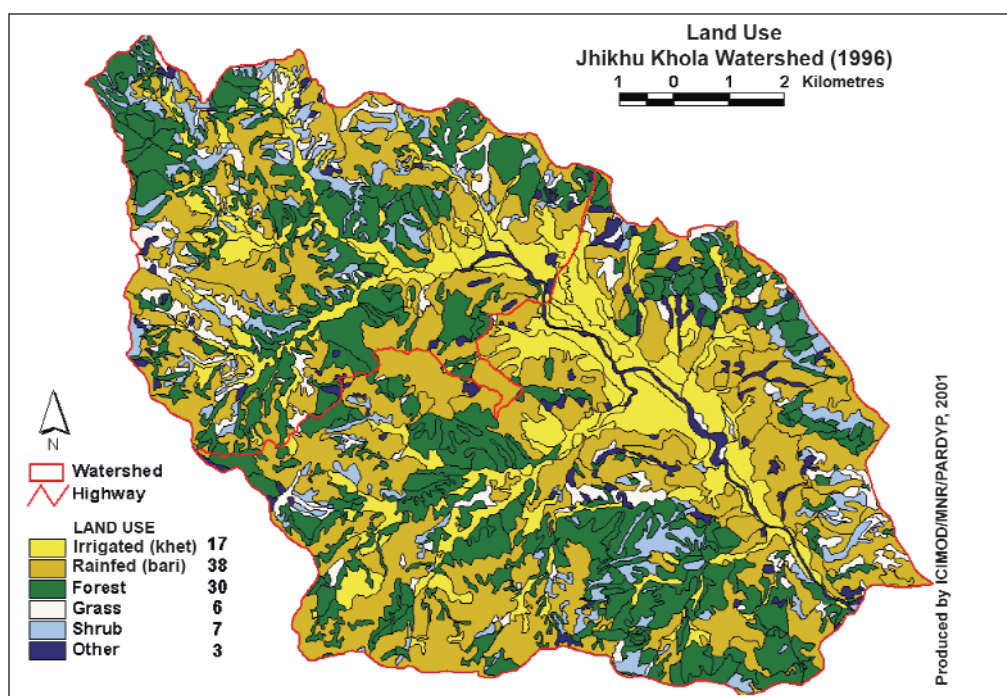 Land Use
Jhikhu Khola Watershed (1996)
1 0 1 2 Kilometres
N
Watershed
Highway
LAND USE
Irrigated (khet) 17
Rainfed (bari) 38
Forest 30
Grass 6
Shrub 7
Other 3
Produced by ICIMOD/MNR/PARDYP, 2001